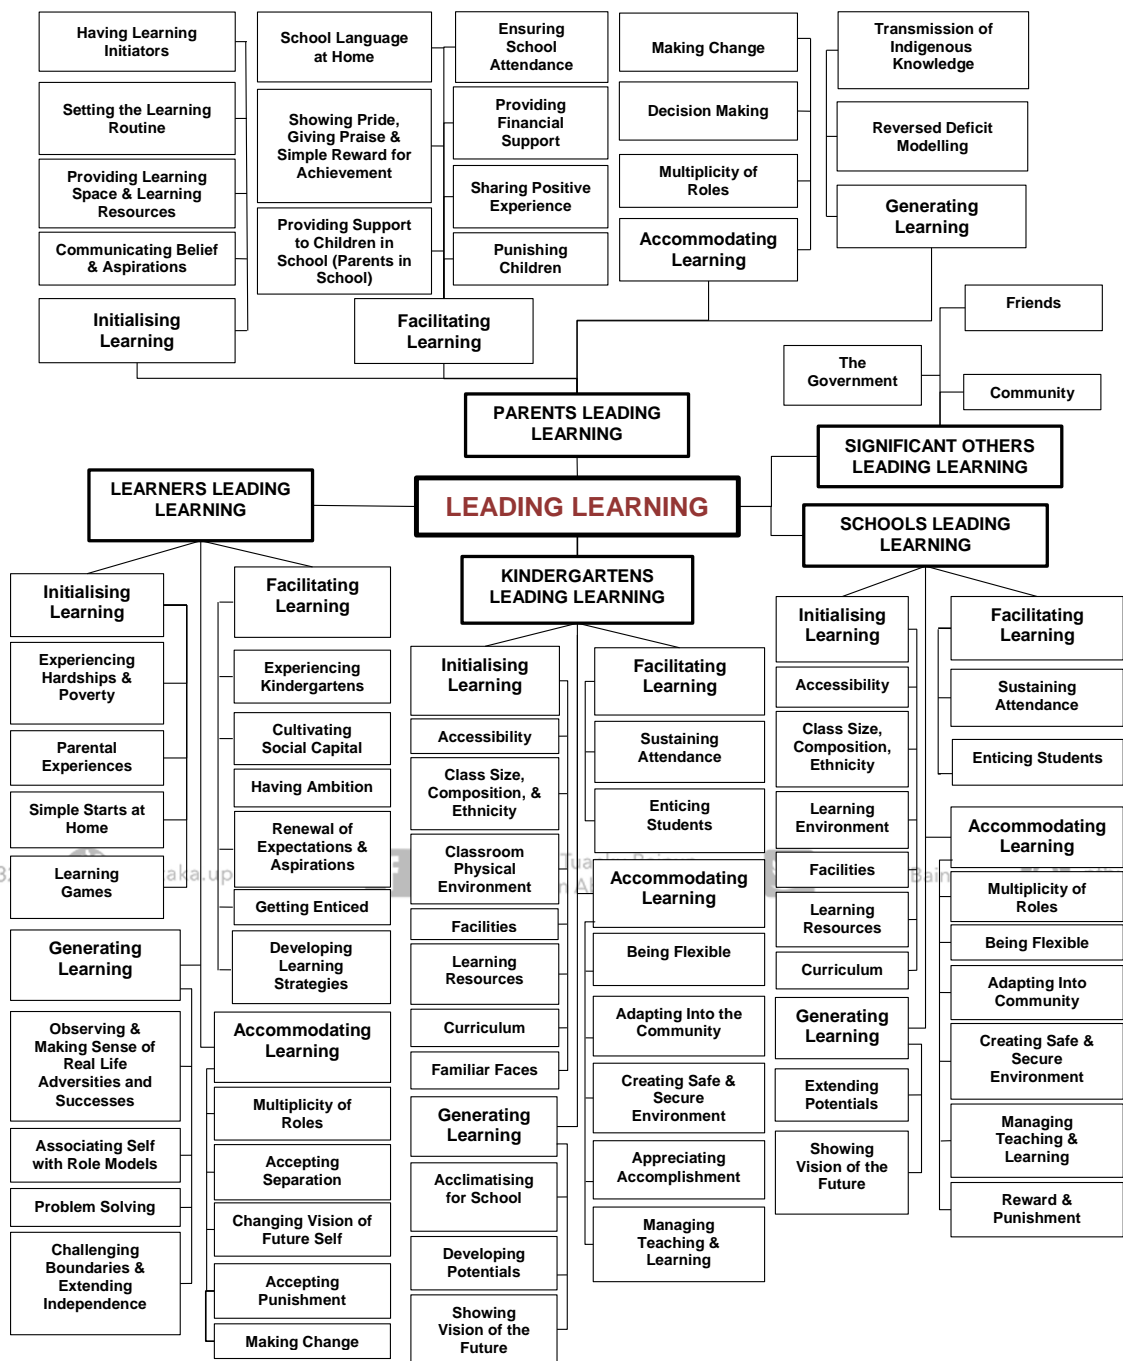 Having Learning
Initiators
Setting the Learning
Routine
Providing Learning
Space & Learning
Resources
Communicating Belief
& Aspirations
Initialising
Learning
School Language
at Home
Showing Pride,
Giving Praise &
Simple Reward for
Achievement
Providing Support
to Children in
School (Parents in
School)
Ensuring
School
Attendance
Providing
Financial
Support
Sharing Positive
Experience
Punishing
Children
Facilitating
Learning
Making Change
Decision Making
Multiplicity of
Roles
Accommodating
Learning
Transmission of
Indigenous
Knowledge
Reversed Deficit
Modelling
Generating
Learning
Friends
The
Government
Community
PARENTS LEADING
LEARNING
SIGNIFICANT OTHERS
LEADING LEARNING
LEARNERS LEADING
LEARNING
LEADING LEARNING
SCHOOLS LEADING
LEARNING
KINDERGARTENS
LEADING LEARNING
Initialising
Learning
Experiencing
Hardships &
Poverty
Parental
Experiences
Simple Starts at
Home
Learning
Games
Generating
Learning
Observing &
Making Sense of
Real Life
Adversities and
Successes
Associating Self
with Role Models
Problem Solving
Challenging
Boundaries &
Extending
Independence
Facilitating
Learning
Experiencing
Kindergartens
Cultivating
Social Capital
Having Ambition
Renewal of
Expectations &
Aspirations
Getting Enticed
Developing
Learning
Strategies
Accommodating
Learning
Multiplicity of
Roles
Accepting
Separation
Changing Vision of
Future Self
Accepting
Punishment
Making Change
Initialising
Learning
Accessibility
Class Size,
Composition, &
Ethnicity
Classroom
Physical
Environment
Facilities
Learning
Resources
Curriculum
Familiar Faces
Generating
Learning
Acclimatising
for School
Developing
Potentials
Showing
Vision of the
Future
Facilitating
Learning
Sustaining
Attendance
Enticing
Students
Accommodating
Learning
Being Flexible
Adapting Into the
Community
Creating Safe &
Secure
Environment
Appreciating
Accomplishment
Managing
Teaching &
Learning
Initialising
Learning
Accessibility
Class Size,
Composition,
Ethnicity
Learning
Environment
Facilities
Learning
Resources
Curriculum
Generating
Learning
Extending
Potentials
Showing
Vision of the
Future
Facilitating
Learning
Sustaining
Attendance
Enticing Students
Accommodating
Learning
Multiplicity of
Roles
Being Flexible
Adapting Into
Community
Creating Safe &
Secure
Environment
Managing
Teaching &
Learning
Reward &
Punishment